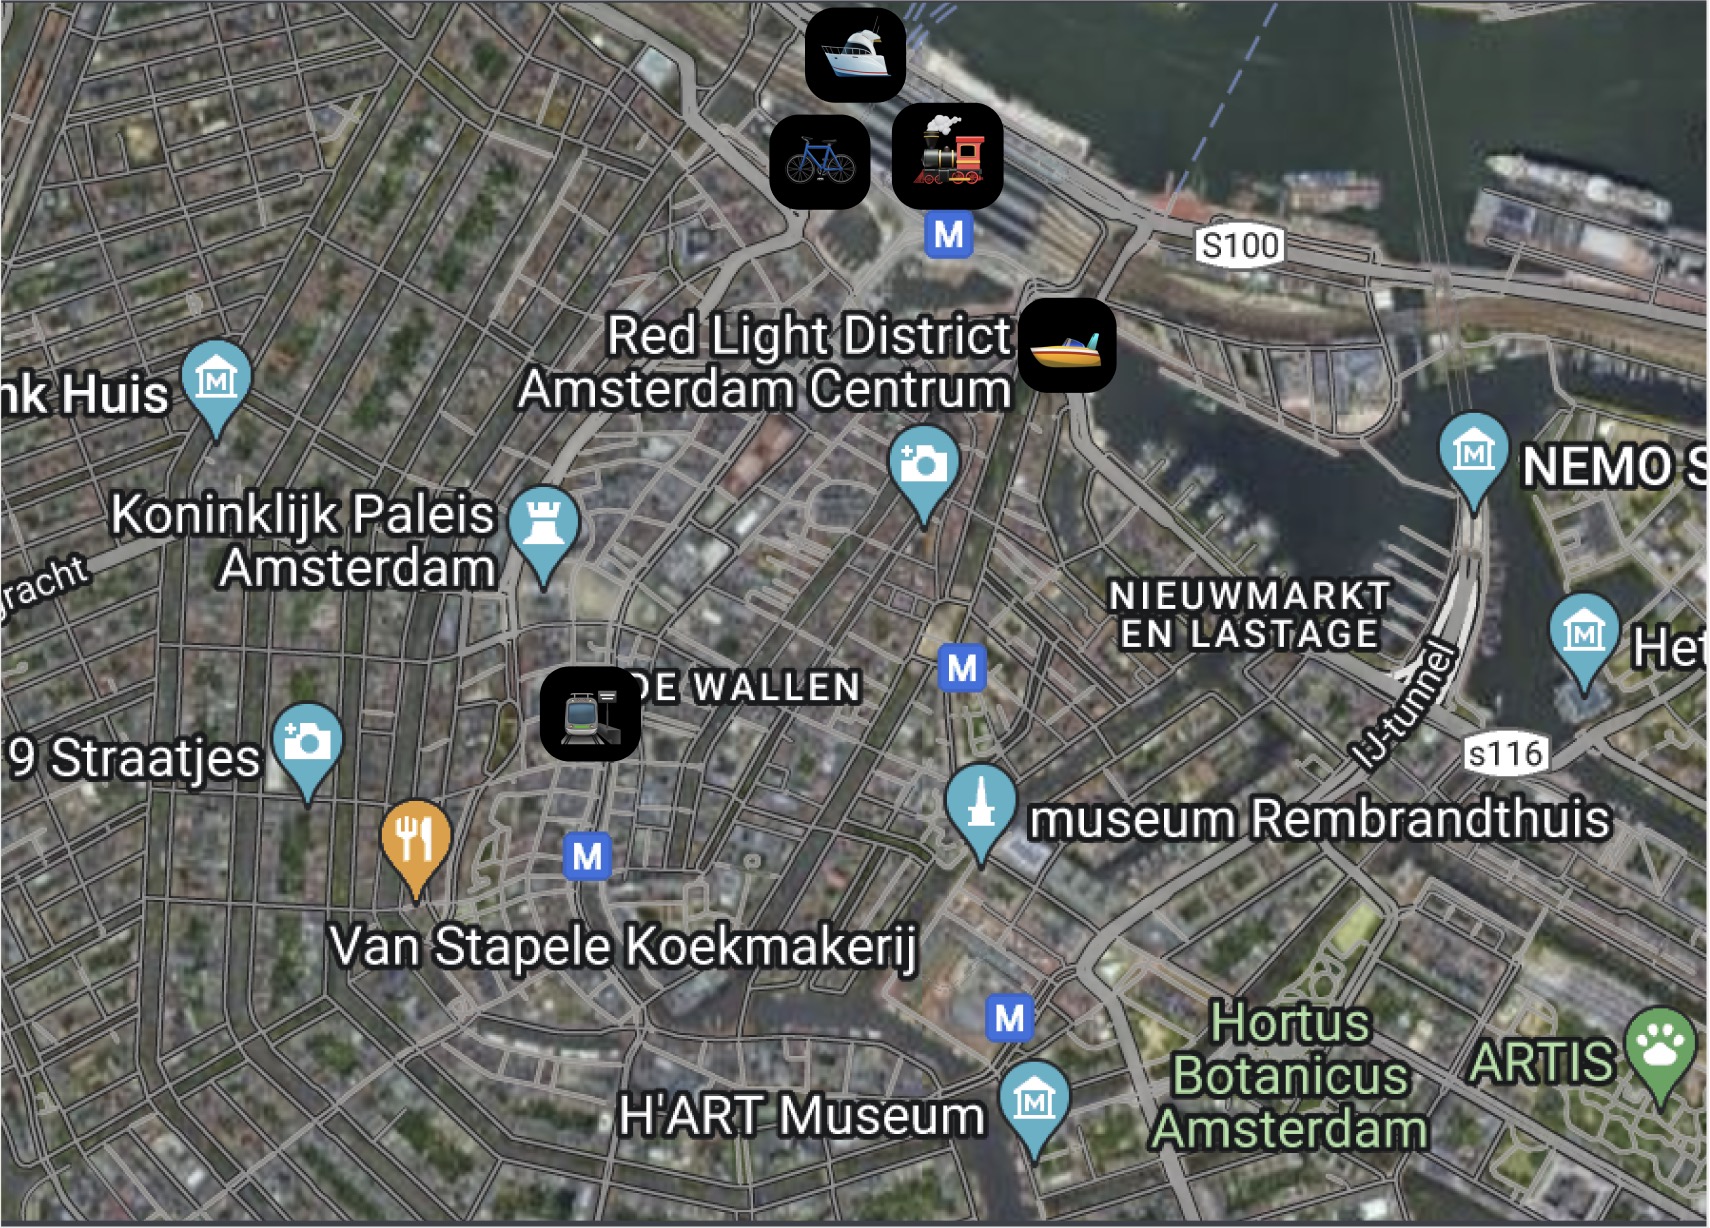 M
S100
Red Light District
Amsterdam Centrum
nk Huis
M
NEMO S
Koninklijk Paleis
Amsterdam
gracht
NIEUWMARKT
EN LASTAGE
M
Het
DE WALLEN
IJ-tunnel
9 Straatjes
s116
museum Rembrandthuis
M
Van Stapele Koekmakerij
M
Hortus
Botanicus
Amsterdam
ARTIS
H'ART Museum
M